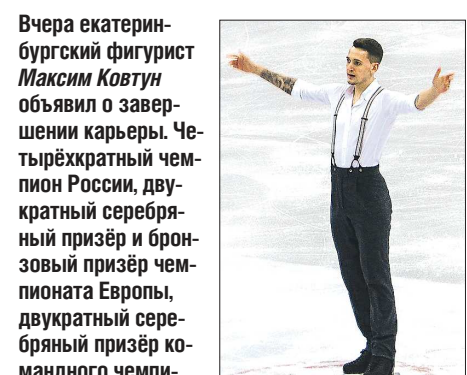 Вчера екатерин-
бургский фигурист
Максим Ковтун
объявил о завер-
шении карьеры. Че-
тырёхкратный чем-
пион России, дву-
кратный серебря-
ный призёр и брон-
зовый призёр чем-
пионата Европы,
двукратный сере-
бряный призёр ко-
мандного чемпи-